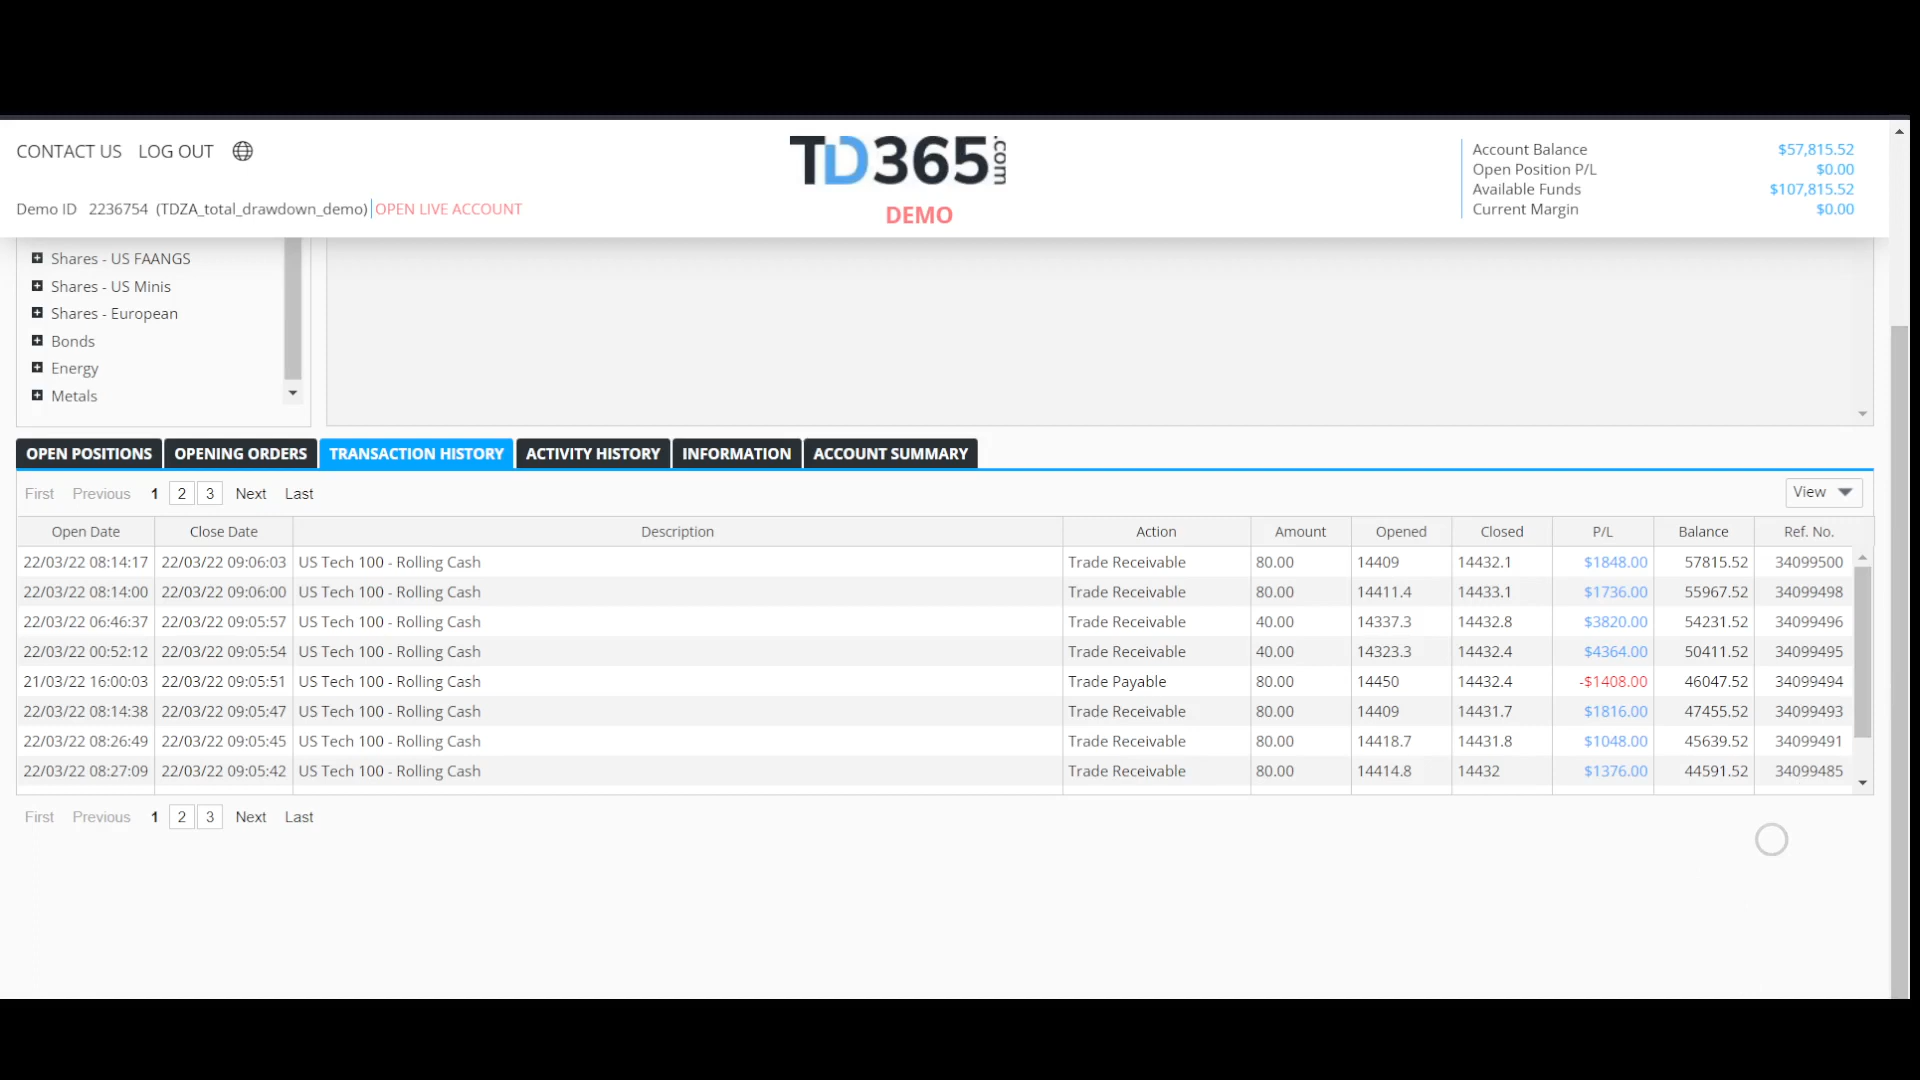 CONTACT US LOG OUT
TD365.com
DEMO
Account Balance $57,815.52
Open Position P/L $0.00
Available Funds $107,815.52
Current Margin $0.00
Demo ID 2236754 (TDZA_total_drawdown_demo) OPEN LIVE ACCOUNT
Shares - US FAANGS
Shares - US Minis
Shares - European
Bonds
Energy
Metals
OPEN POSITIONS OPENING ORDERS TRANSACTION HISTORY ACTIVITY HISTORY INFORMATION ACCOUNT SUMMARY
First Previous 1 2 3 Next Last View
Open Date Close Date Description Action Amount Opened Closed P/L Balance Ref. No.
22/03/22 08:14:17 22/03/22 09:06:03 US Tech 100 - Rolling Cash Trade Receivable 80.00 14409 14432.1 $1848.00 57815.52 34099500
22/03/22 08:14:00 22/03/22 09:06:00 US Tech 100 - Rolling Cash Trade Receivable 80.00 14411.4 14433.1 $1736.00 55967.52 34099498
22/03/22 06:46:37 22/03/22 09:05:57 US Tech 100 - Rolling Cash Trade Receivable 40.00 14337.3 14432.8 $3820.00 54231.52 34099496
22/03/22 00:52:12 22/03/22 09:05:54 US Tech 100 - Rolling Cash Trade Receivable 40.00 14323.3 14432.4 $4364.00 50411.52 34099495
21/03/22 16:00:03 22/03/22 09:05:51 US Tech 100 - Rolling Cash Trade Payable 80.00 14450 14432.4 -$1408.00 46047.52 34099494
22/03/22 08:14:38 22/03/22 09:05:47 US Tech 100 - Rolling Cash Trade Receivable 80.00 14409 14431.7 $1816.00 47455.52 34099493
22/03/22 08:26:49 22/03/22 09:05:45 US Tech 100 - Rolling Cash Trade Receivable 80.00 14418.7 14431.8 $1048.00 45639.52 34099491
22/03/22 08:27:09 22/03/22 09:05:42 US Tech 100 - Rolling Cash Trade Receivable 80.00 14414.8 14432 $1376.00 44591.52 34099485
First Previous 1 2 3 Next Last